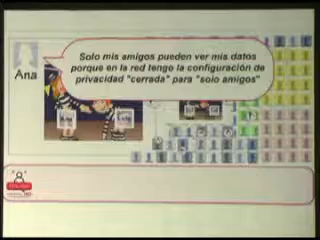 Solo mis amigos pueden ver mis datos
porque en la red tengo la configuración de
privacidad "cerrada" para "solo amigos"
Ana